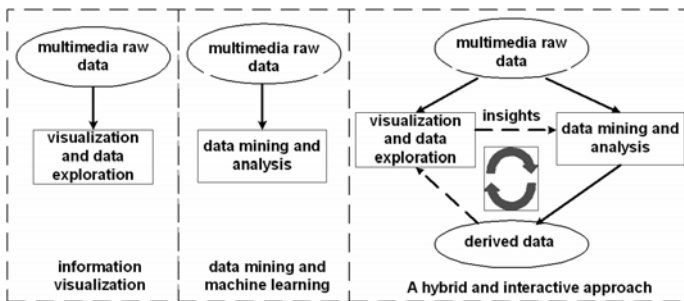 multimedia raw
data
visualization
and data
exploration
information
visualization
multimedia raw
data
data mining and
analysis
data mining and
machine learning
multimedia raw
data
insights
visualization
and data
exploration
data mining and
analysis
derived data
A hybrid and interactive approach